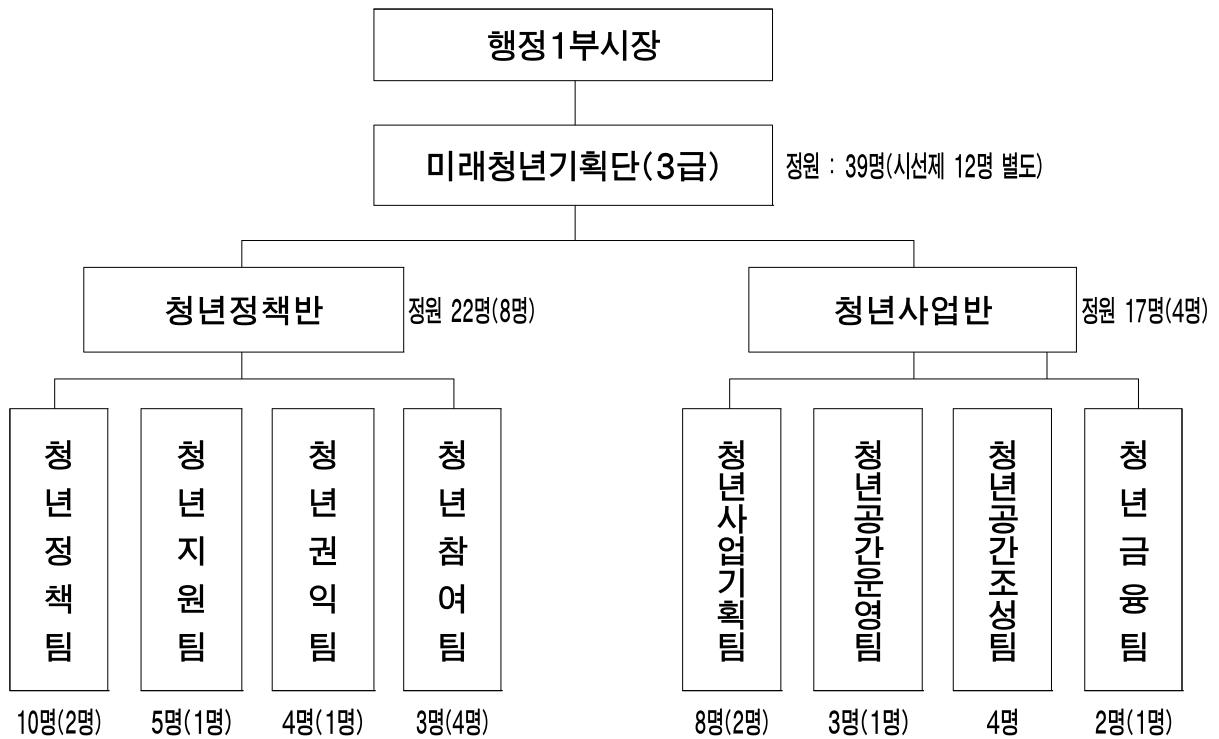 행정1부시장
미래청년기획단(3급)
정원 : 39명(시선제 12명 별도)
청년정책반
정원 22명(8명)
청년사업반
정원 17명(4명)
청년정책팀
청년지원팀
청년권익팀
청년참여팀
청년사업기획팀
청년공간운영팀
청년공간조성팀
청년금융팀
10명(2명)
5명(1명)
4명(1명)
3명(4명)
8명(2명)
3명(1명)
4명
2명(1명)